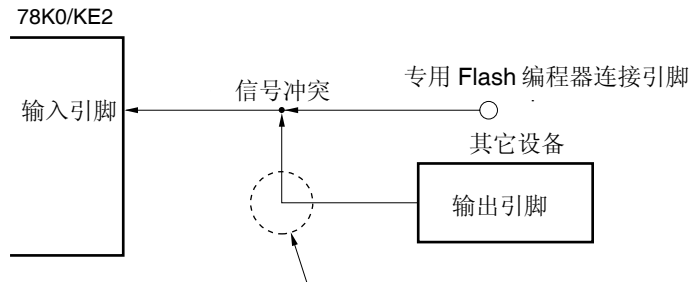 78K0/KE2
专用 Flash 编程器连接引脚
信号冲突
输入引脚
其它设备
输出引脚